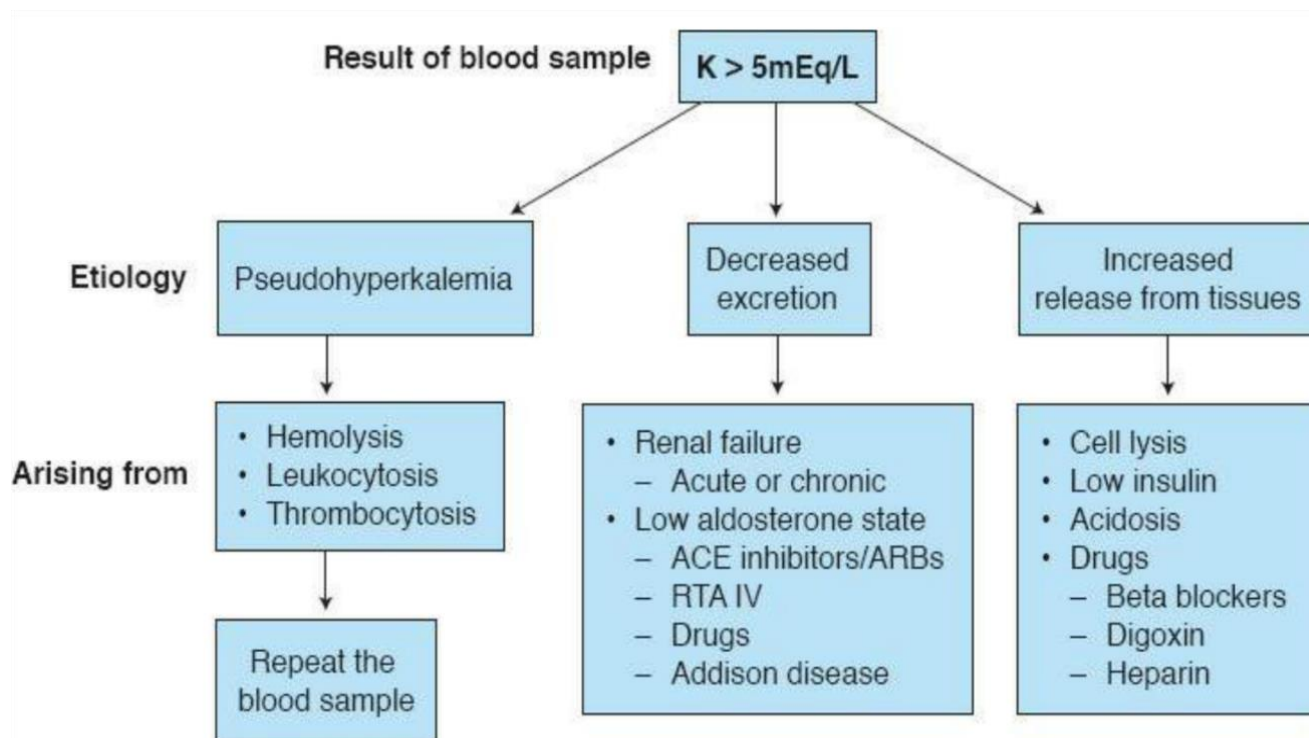 Result of blood sample
K > 5mEq/L
Etiology
Pseudohyperkalemia
Decreased
excretion
Increased
release from tissues
Arising from
• Hemolysis
• Leukocytosis
• Thrombocytosis
• Renal failure
– Acute or chronic
• Low aldosterone state
– ACE inhibitors/ARBs
– RTA IV
– Drugs
– Addison disease
• Cell lysis
• Low insulin
• Acidosis
• Drugs
– Beta blockers
– Digoxin
– Heparin
Repeat the
blood sample